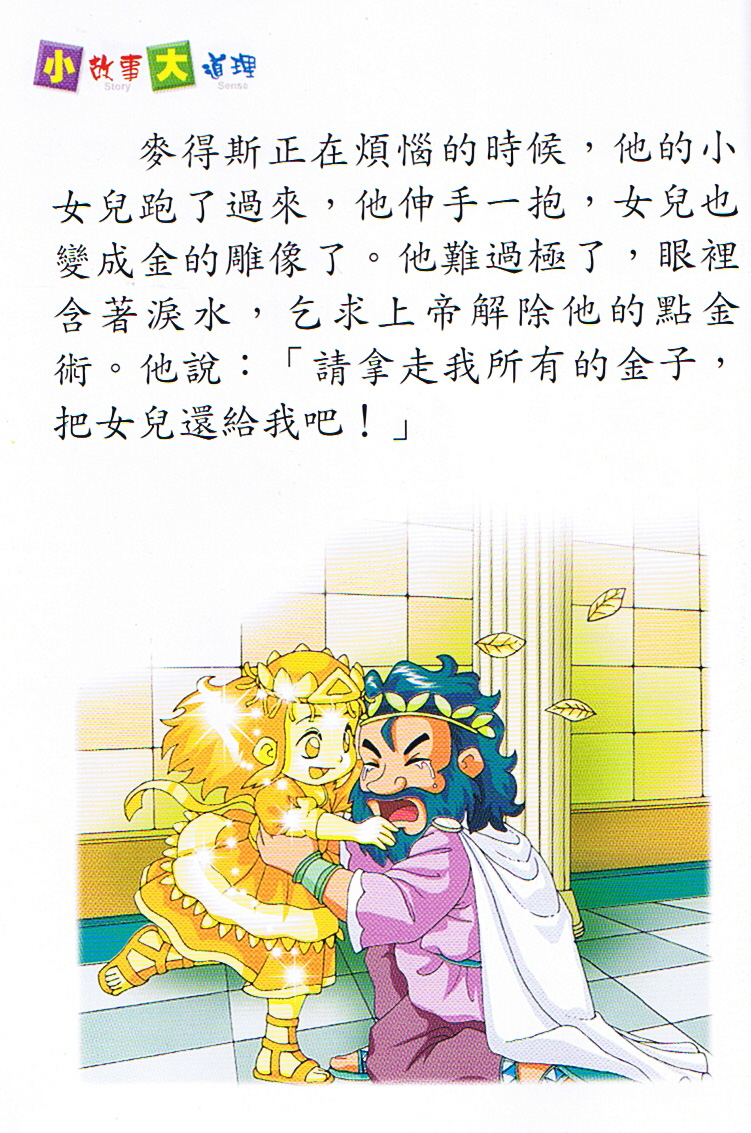 小故事大道理
Story Sense
麥得斯正在煩惱的時候，他的小
女兒跑了過來，他伸手一抱，女兒也
變成金的雕像了。他難過極了，眼裡
含著淚水，乞求上帝解除他的點金
術。他說：「請拿走我所有的金子，
把女兒還給我吧！」